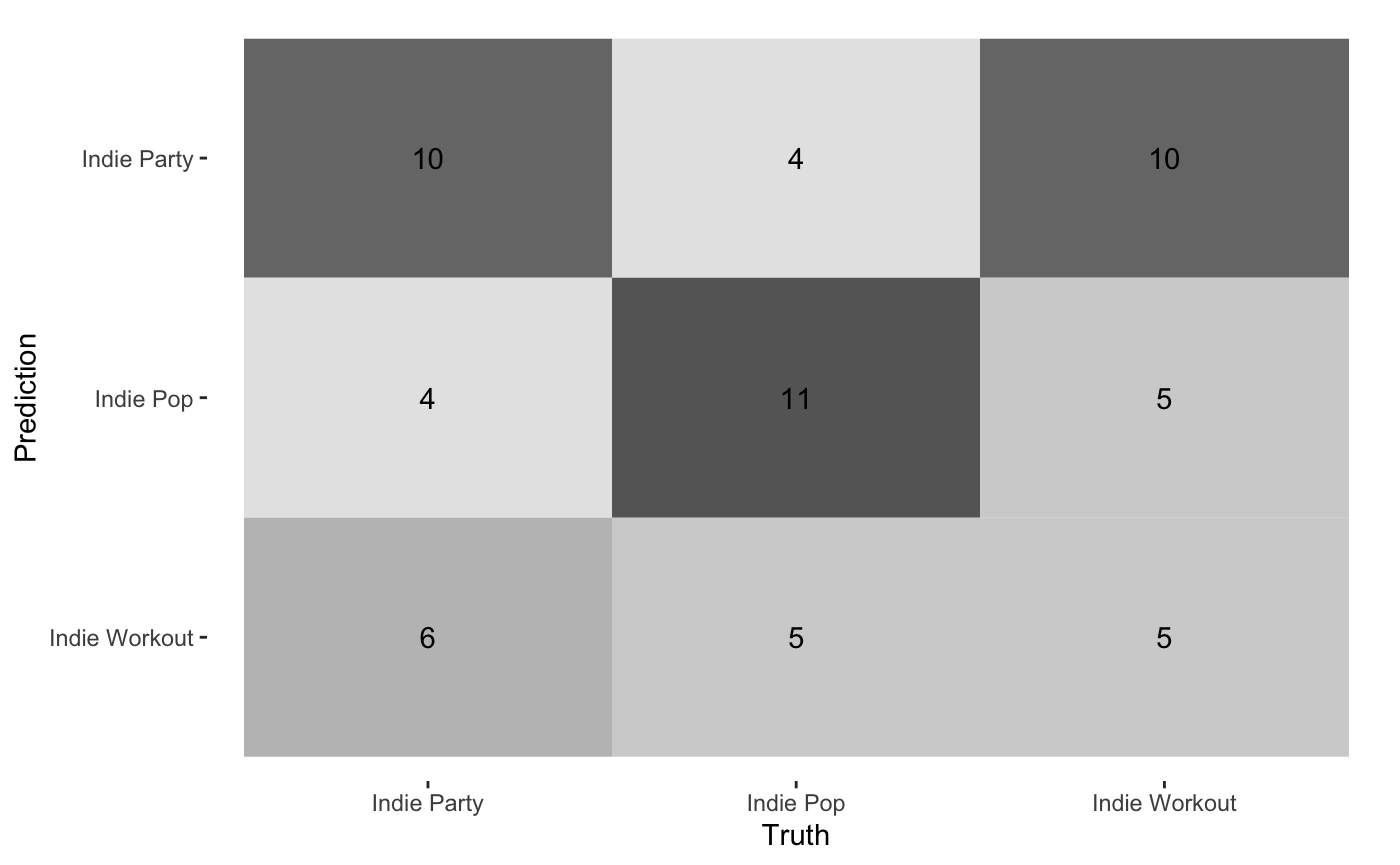 Indie Party 10 4 10
Indie Pop 4 11 5
Indie Workout 6 5 5
Prediction
Indie Party Indie Pop Indie Workout
Truth